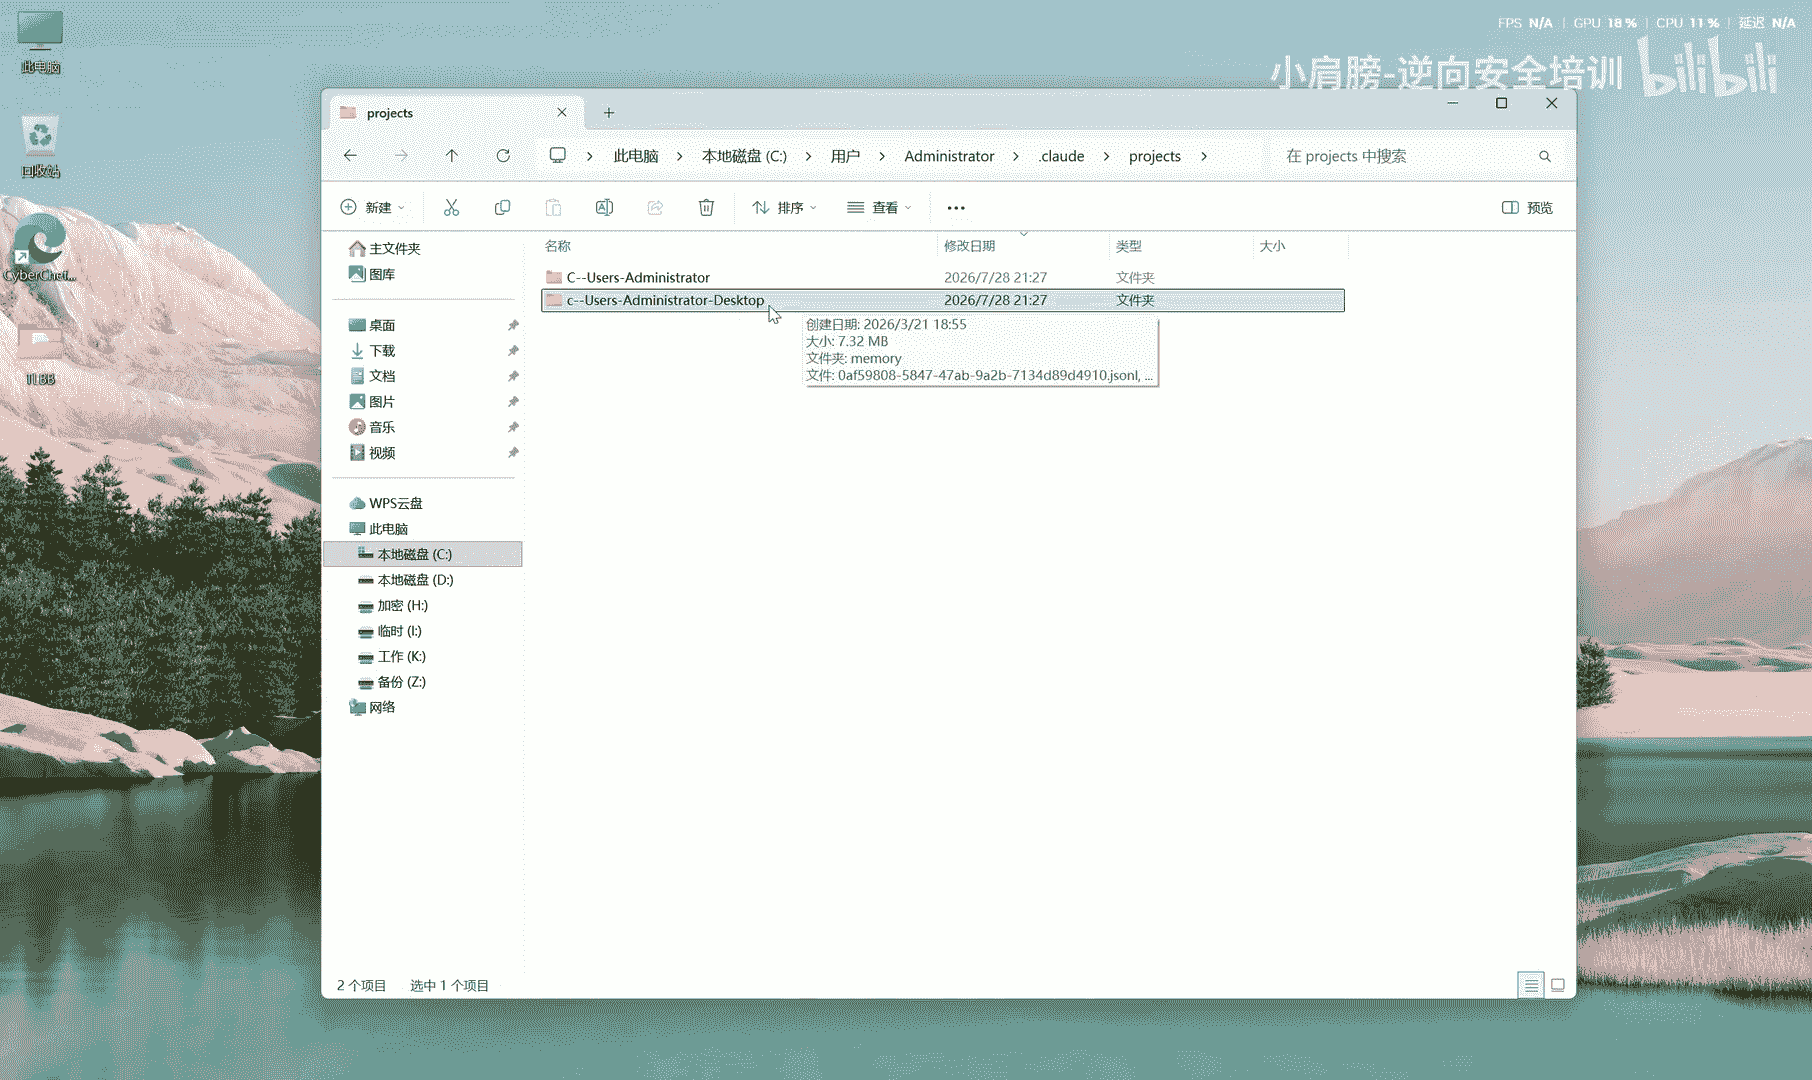 FPS N/A | GPU 18 % | CPU 11 % | 延迟 N/A
小肩膀-逆向安全培训 bilibili
此电脑
回收站
CyberChef...
TLBB
projects
此电脑 本地磁盘 (C:) 用户 Administrator .claude projects
在 projects 中搜索
新建 排序 查看 预览
主文件夹
图库
桌面
下载
文档
图片
音乐
视频
WPS云盘
此电脑
本地磁盘 (C:)
本地磁盘 (D:)
加密 (H:)
临时 (I:)
工作 (K:)
备份 (Z:)
网络
名称 修改日期 类型 大小
C--Users-Administrator 2026/7/28 21:27 文件夹
c--Users-Administrator-Desktop 2026/7/28 21:27 文件夹
创建日期: 2026/3/21 18:55
大小: 7.32 MB
文件夹: memory
文件: 0af59808-5847-47ab-9a2b-7134d89d4910.jsonl, ...
2 个项目 选中 1 个项目